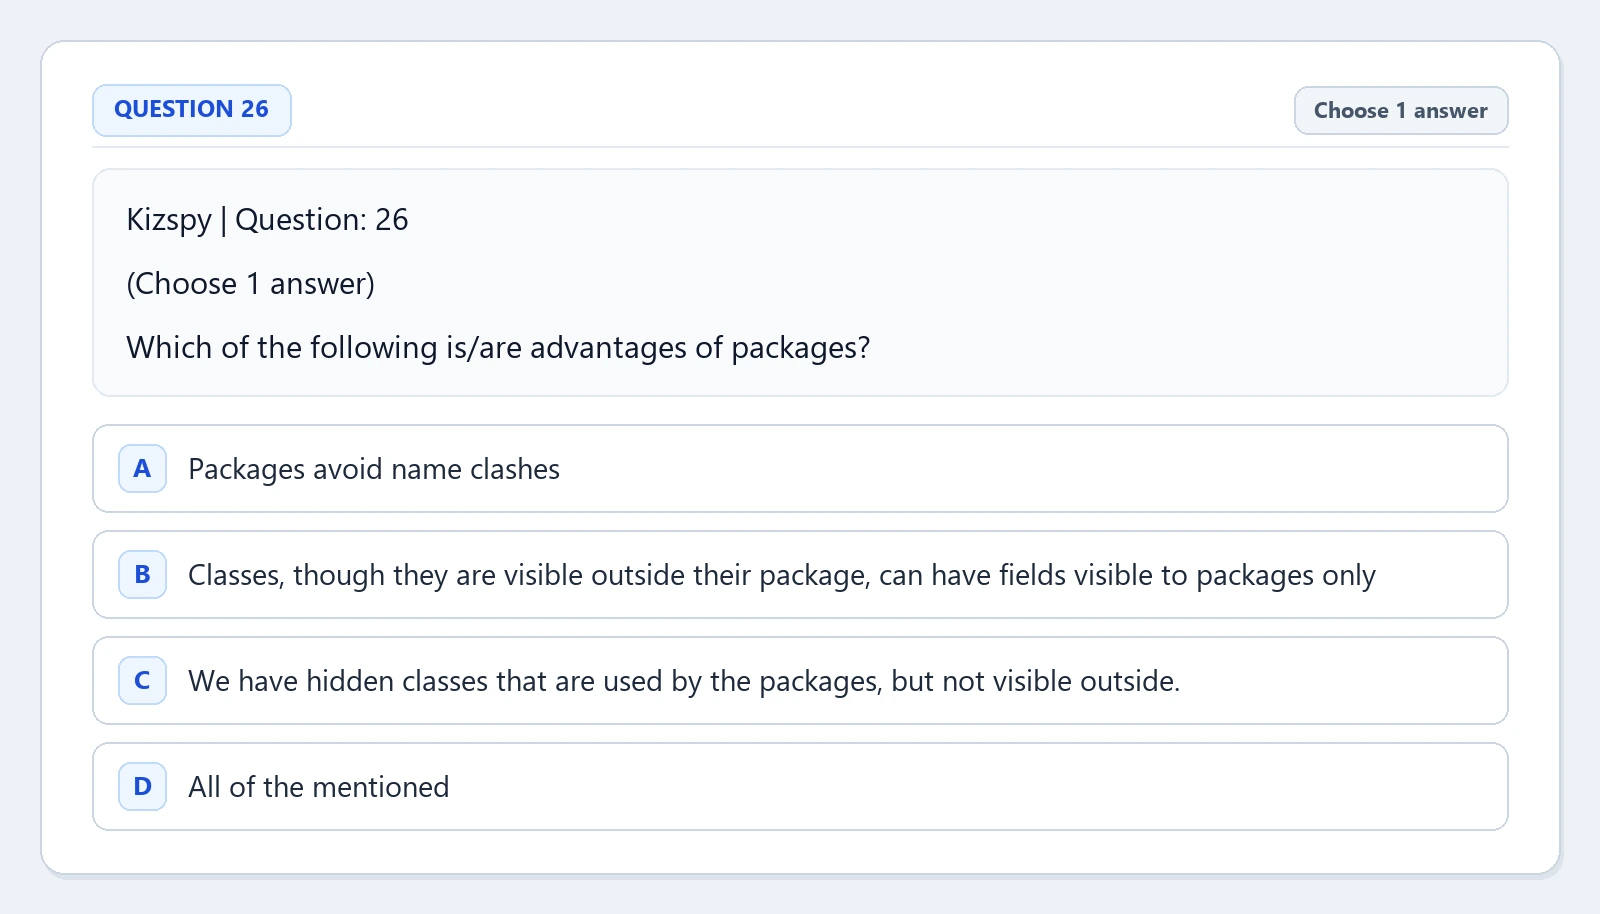 QUESTION 26
Choose 1 answer
Kizspy | Question: 26
(Choose 1 answer)
Which of the following is/are advantages of packages?
A Packages avoid name clashes
B Classes, though they are visible outside their package, can have fields visible to packages only
C We have hidden classes that are used by the packages, but not visible outside.
D All of the mentioned